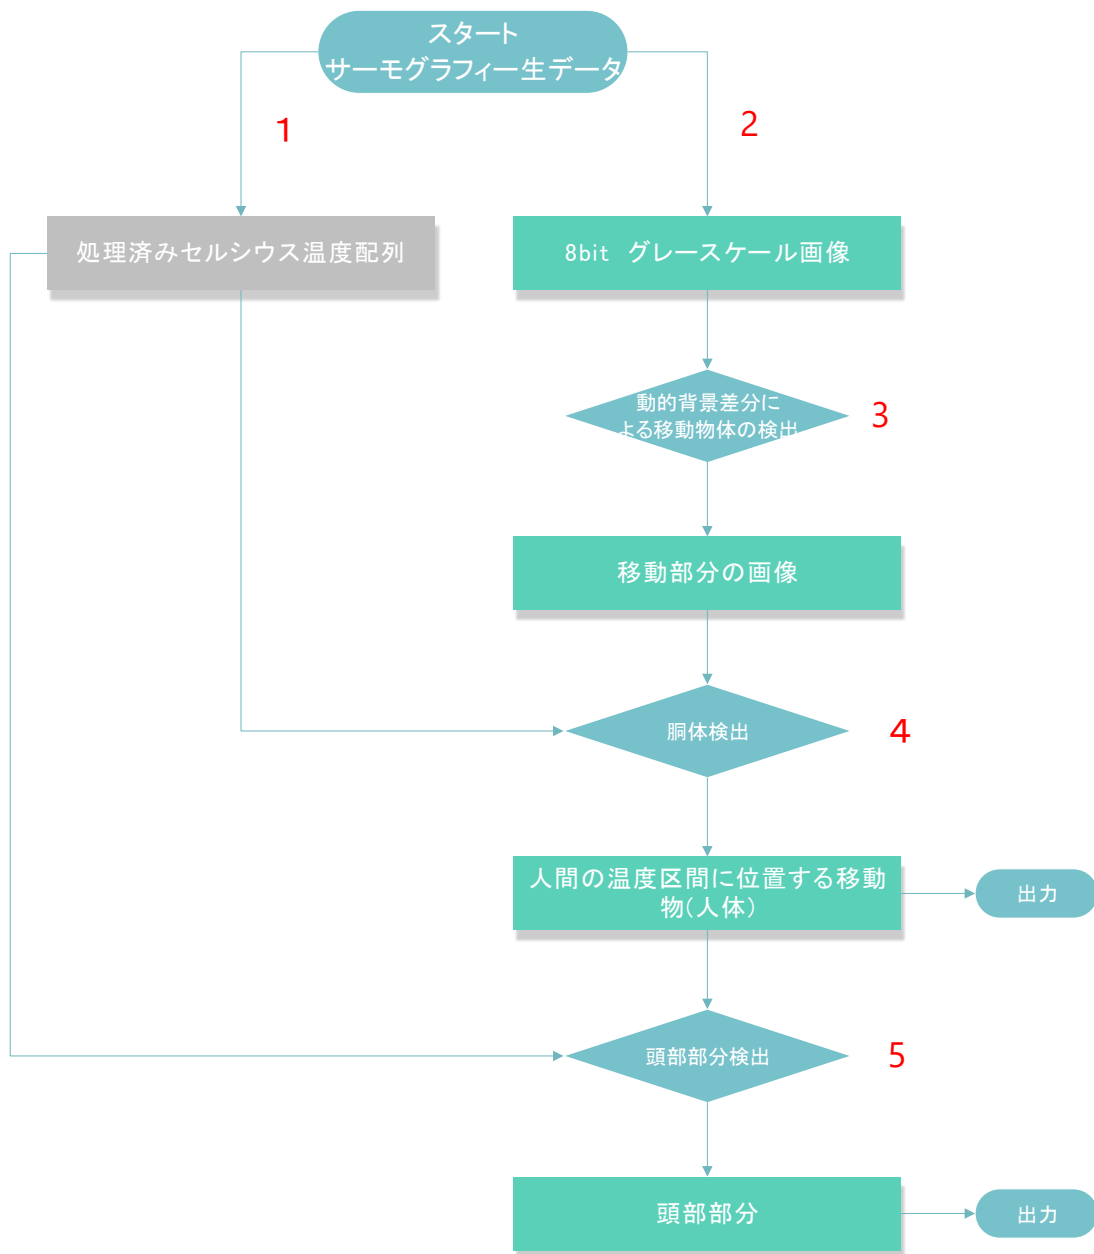 スタート
サーモグラフィー生データ
1
2
処理済みセルシウス温度配列
8bit グレースケール画像
動的背景差分に
よる移動物体の検出
3
移動部分の画像
胴体検出
4
人間の温度区間に位置する移動
物(人体)
出力
頭部部分検出
5
頭部部分
出力